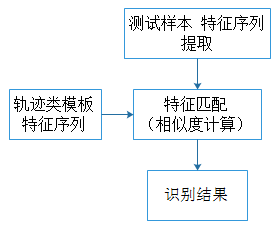 测试样本 特征序列
提取
轨迹类模板
特征序列
特征匹配
（相似度计算）
识别结果